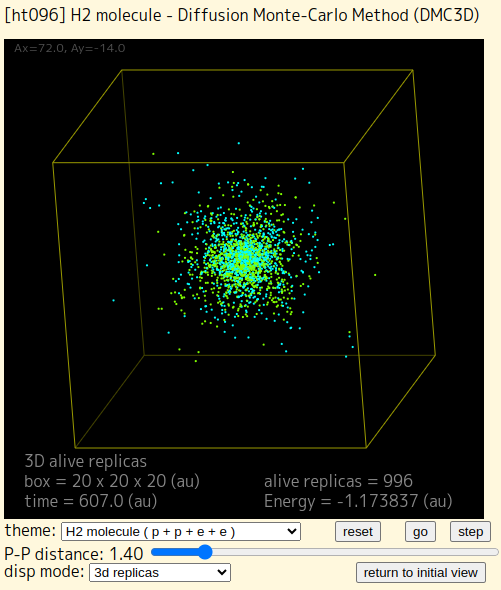 [ht096] H2 molecule - Diffusion Monte-Carlo Method (DMC3D)
Ax=72.0, Ay=-14.0
3D alive replicas
box = 20 x 20 x 20 (au) alive replicas = 996
time = 607.0 (au) Energy = -1.173837 (au)
theme: H2 molecule ( p + p + e + e ) reset go step
P-P distance: 1.40
disp mode: 3d replicas return to initial view